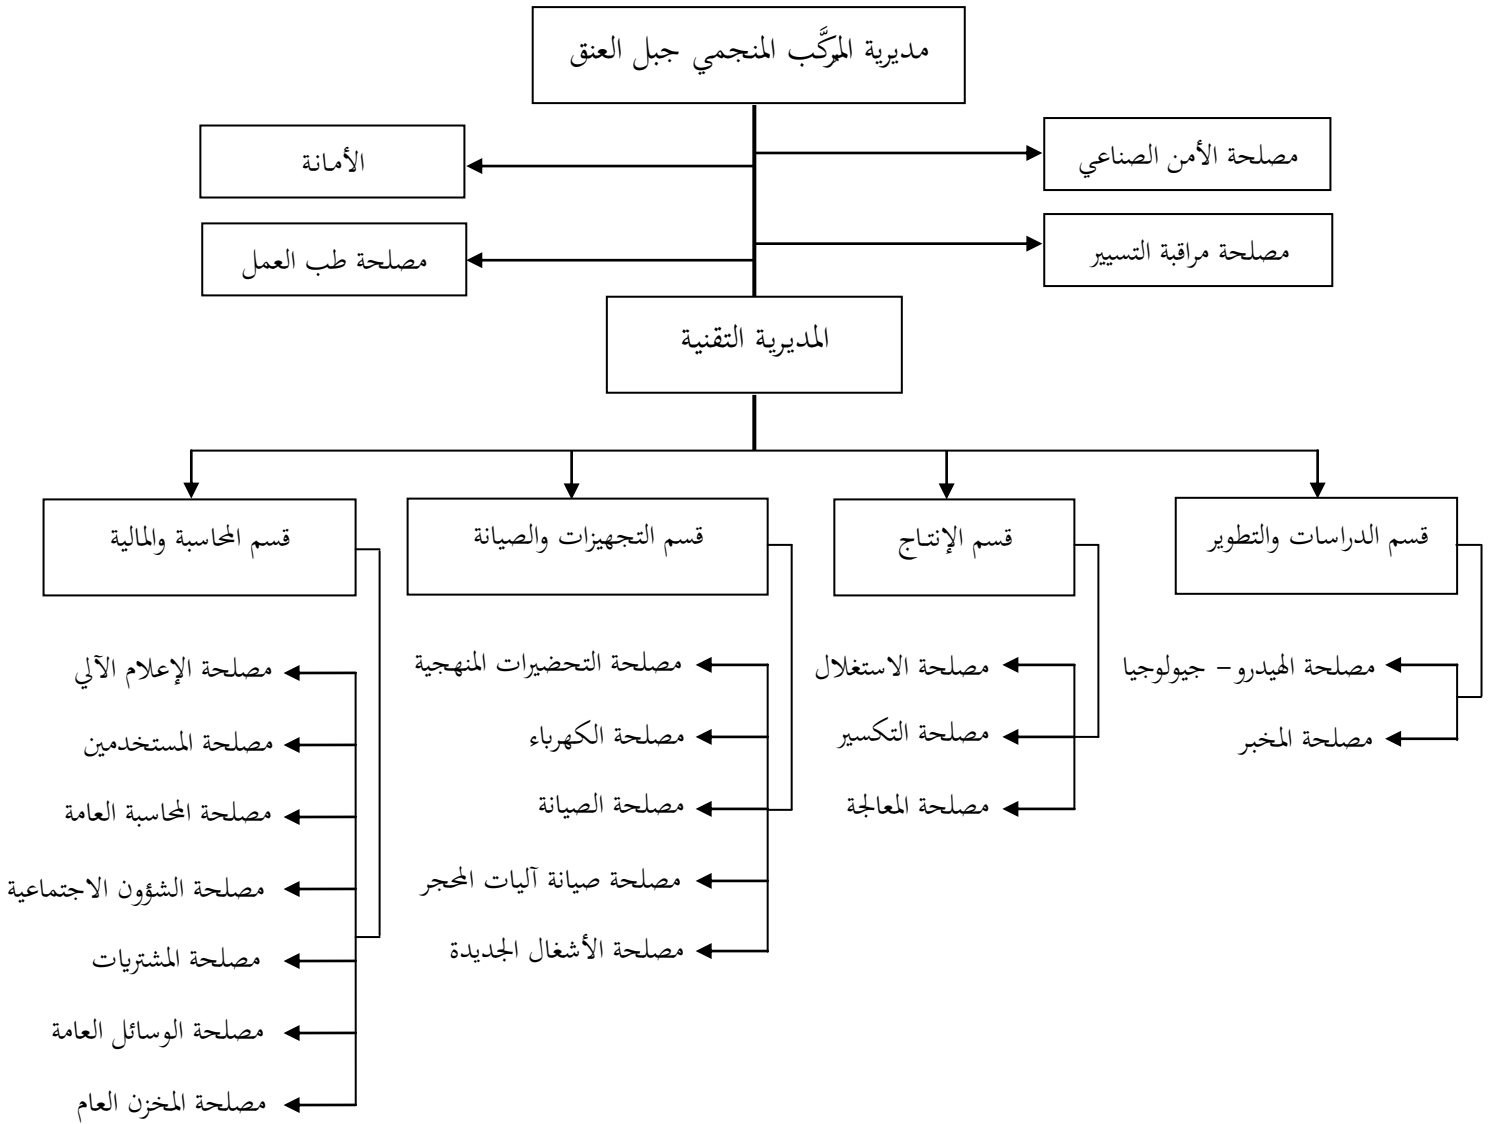 مديرية المركَّب المنجمي جبل العنق
مصلحة الأمن الصناعي
الأمانة
مصلحة مراقبة التسيير
مصلحة طب العمل
المديرية التقنية
قسم الدراسات والتطوير
قسم الإنتاج
قسم التجهيزات والصيانة
قسم المحاسبة والمالية
مصلحة الهيدرو – جيولوجيا
مصلحة المخبر
مصلحة الاستغلال
مصلحة التكسير
مصلحة المعالجة
مصلحة التحضيرات المنهجية
مصلحة الكهرباء
مصلحة الصيانة
مصلحة صيانة آليات المحجر
مصلحة الأشغال الجديدة
مصلحة الإعلام الآلي
مصلحة المستخدمين
مصلحة المحاسبة العامة
مصلحة الشؤون الاجتماعية
مصلحة المشتريات
مصلحة الوسائل العامة
مصلحة المخزن العام